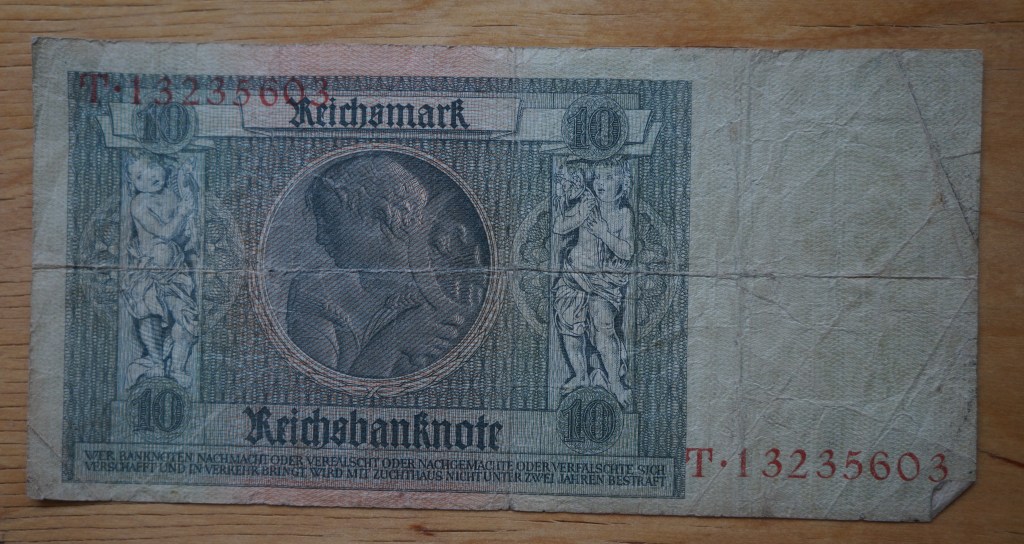 T·13235603
Reichsmark
10
10
10
10
Reichsbanknote
WER BANKNOTEN NACHMACHT ODER VERFÄLSCHT ODER NACHGEMACHTE ODER VERFÄLSCHTE SICH
VERSCHAFFT UND IN VERKEHR BRINGT, WIRD MIT ZUCHTHAUS NICHT UNTER ZWEI JAHREN BESTRAFT
T·13235603